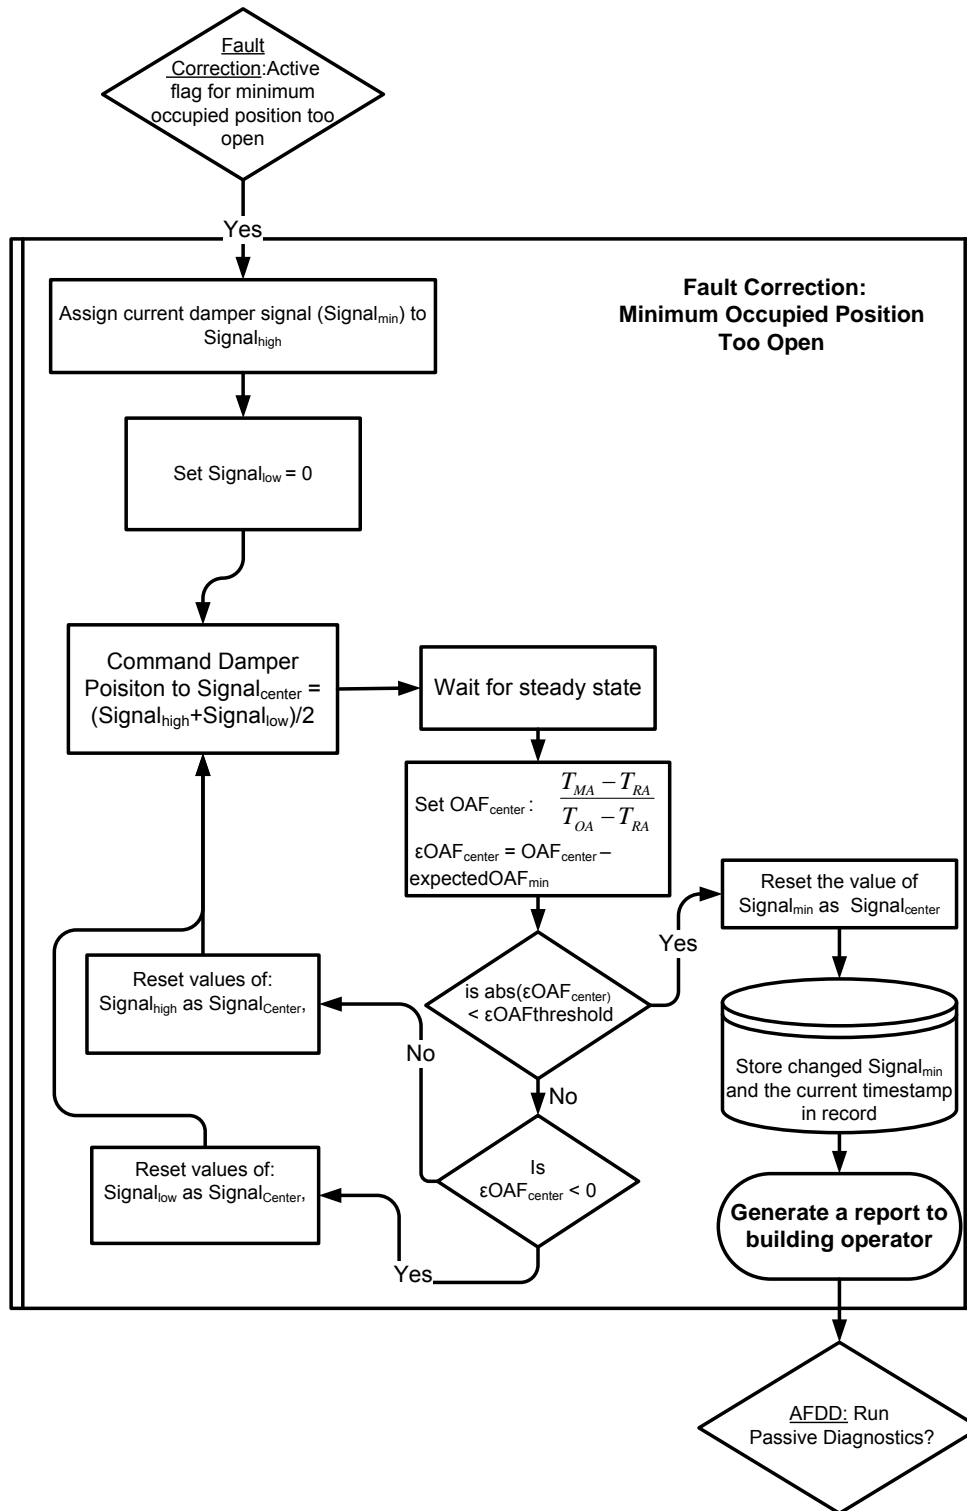 Fault
Correction:Active
flag for minimum
occupied position too
open
Yes
Fault Correction:
Minimum Occupied Position
Too Open
Assign current damper signal (Signalmin) to
Signalhigh
Set Signallow = 0
Command Damper
Poisiton to Signalcenter =
(Signalhigh+Signallow)/2
Wait for steady state
Set OAFcenter : (TMA − TRA) / (TOA − TRA)
εOAFcenter = OAFcenter –
expectedOAFmin
is abs(εOAFcenter)
< εOAFthreshold
Yes
Reset the value of
Signalmin as Signalcenter
Store changed Signalmin
and the current timestamp
in record
Generate a report to
building operator
No
Is
εOAFcenter < 0
No
Reset values of:
Signalhigh as SignalCenter,
Yes
Reset values of:
Signallow as SignalCenter,
AFDD: Run
Passive Diagnostics?